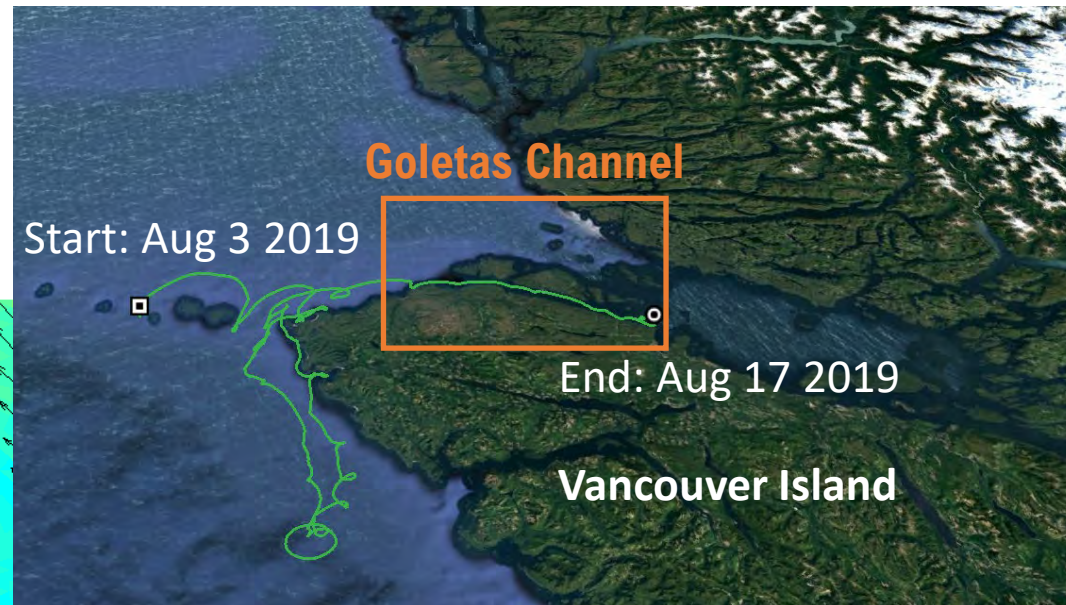 Goletas Channel
Start: Aug 3 2019
End: Aug 17 2019
Vancouver Island